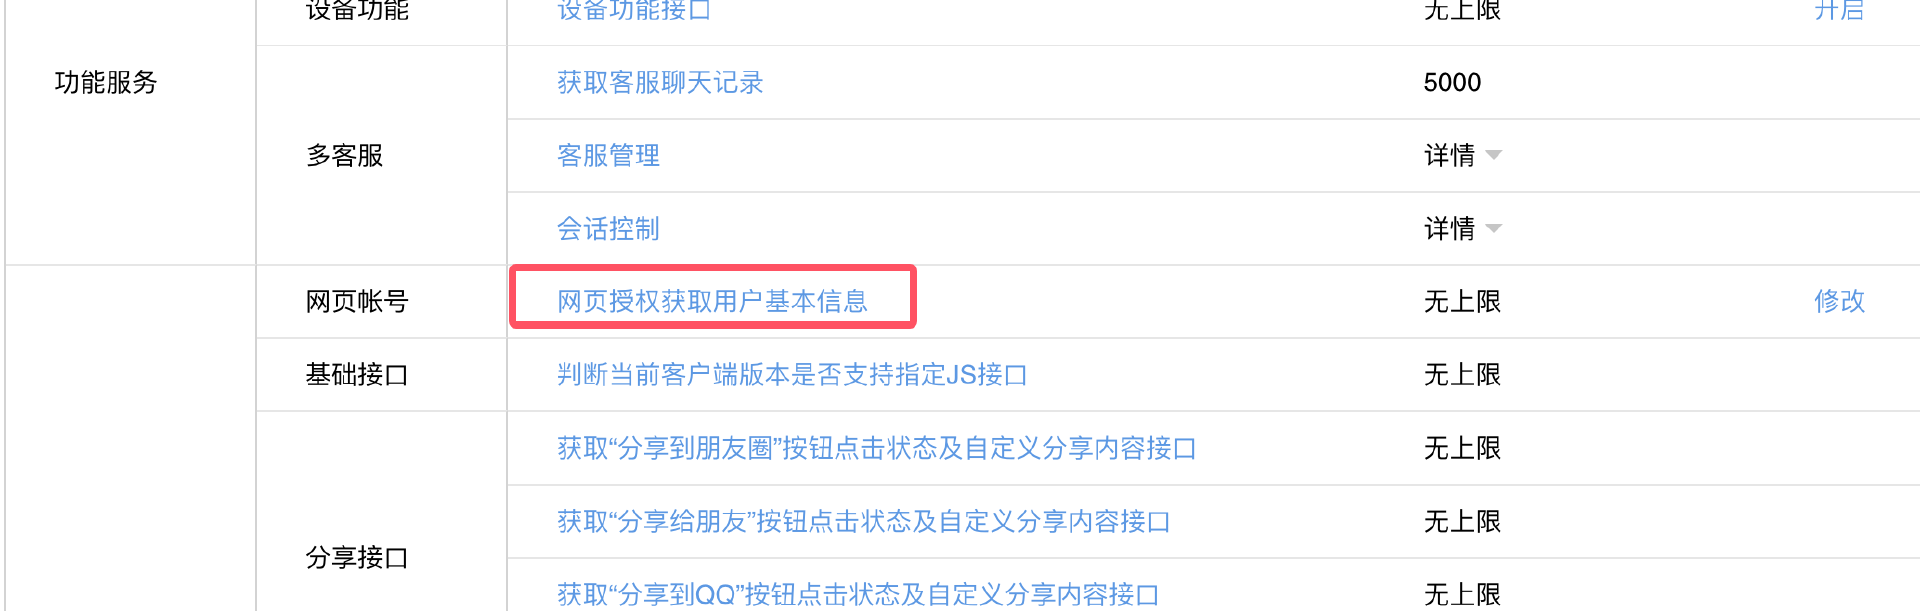 设备功能 设备功能接口 无上限 开启
功能服务 获取客服聊天记录 5000
多客服 客服管理 详情
会话控制 详情
网页帐号 网页授权获取用户基本信息 无上限 修改
基础接口 判断当前客户端版本是否支持指定JS接口 无上限
获取“分享到朋友圈”按钮点击状态及自定义分享内容接口 无上限
获取“分享给朋友”按钮点击状态及自定义分享内容接口 无上限
分享接口
获取“分享到QQ”按钮点击状态及自定义分享内容接口 无上限